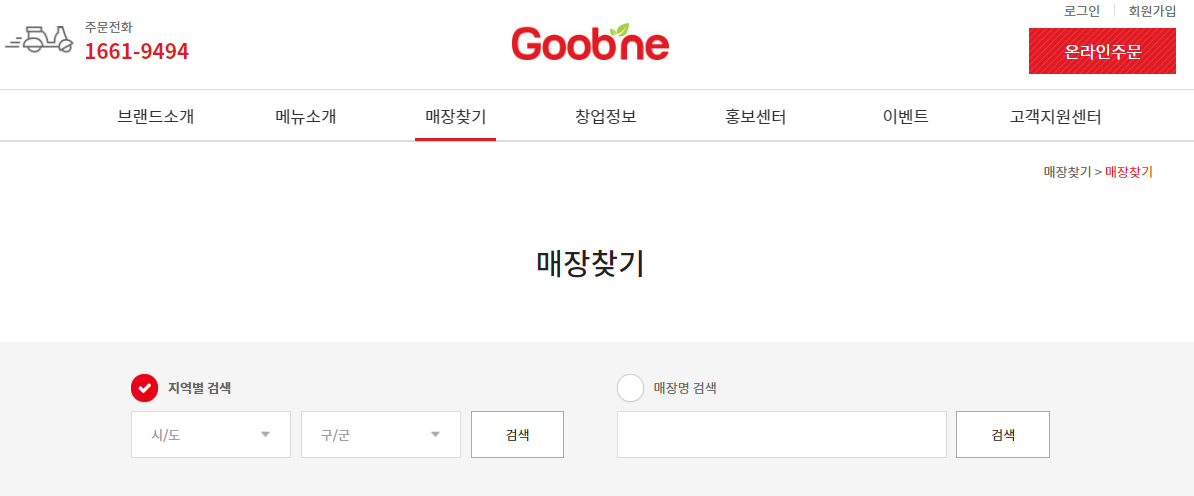 로그인 회원가입
주문전화
1661-9494
Goobne
온라인주문
브랜드소개 메뉴소개 매장찾기 창업정보 홍보센터 이벤트 고객지원센터
매장찾기 > 매장찾기
매장찾기
지역별 검색 매장명 검색
시/도 구/군 검색 검색